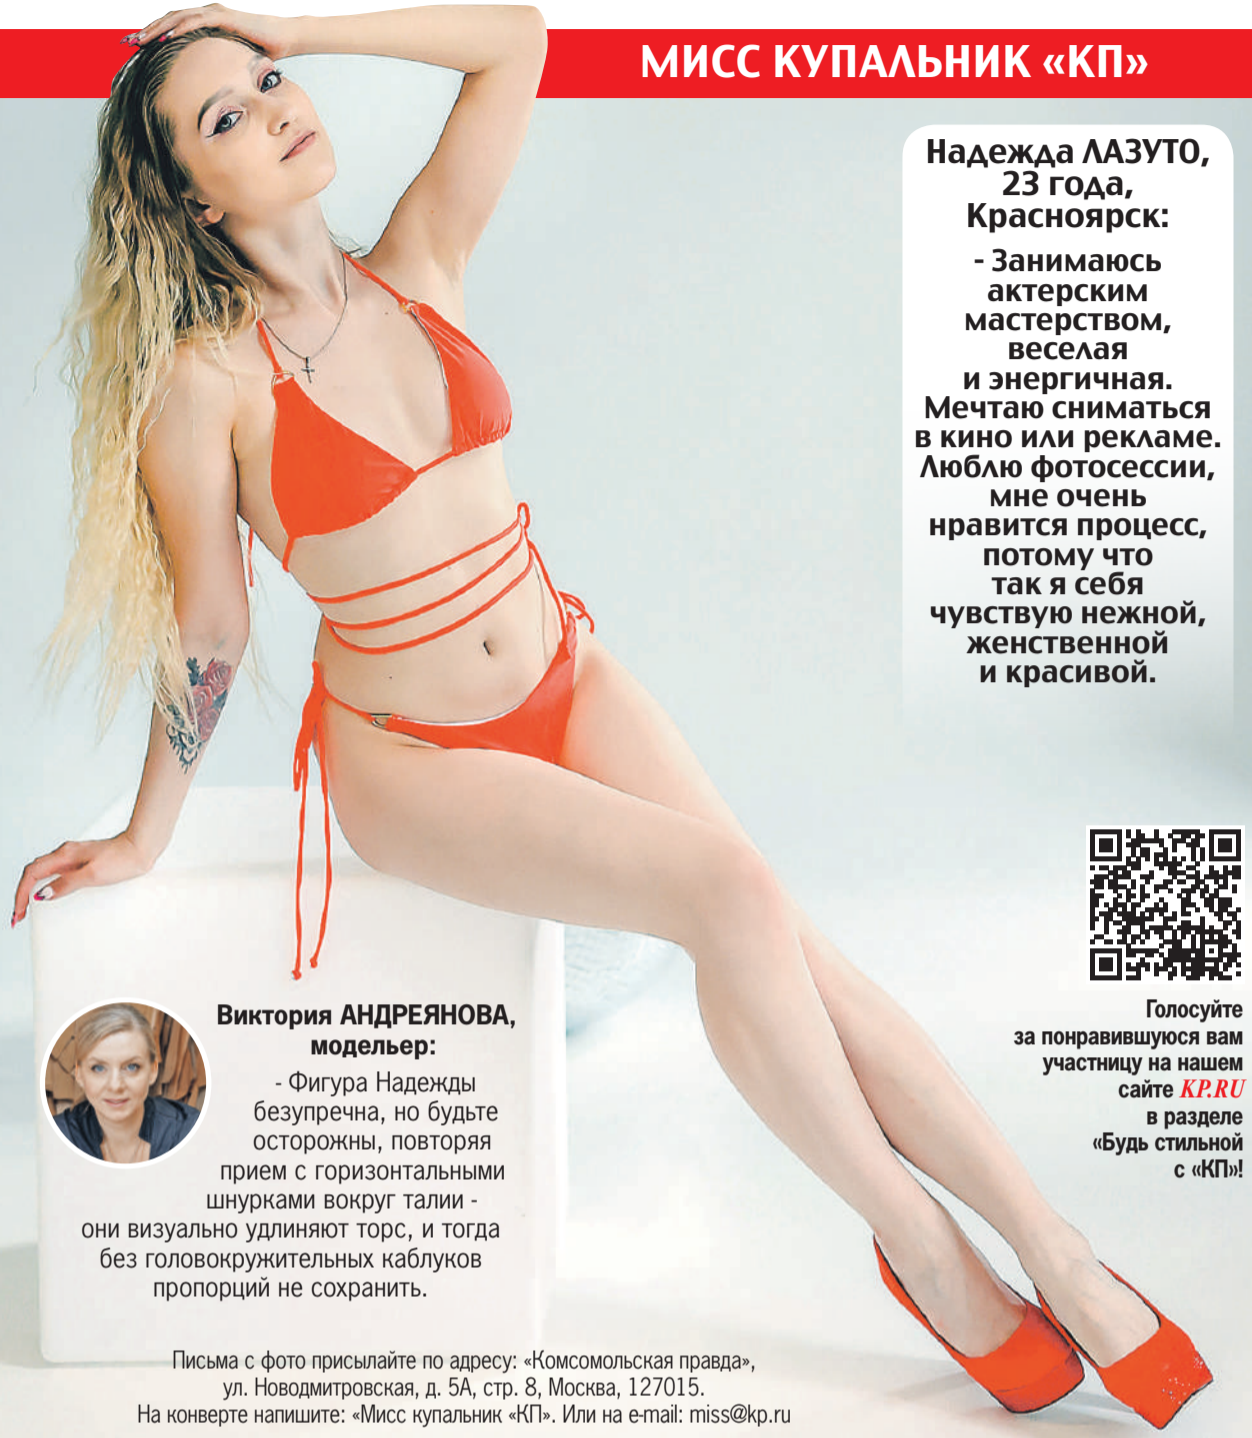 МИСС КУПАЛЬНИК «КП»
Надежда ЛАЗУТО,
23 года,
Красноярск:
- Занимаюсь
актерским
мастерством,
веселая
и энергичная.
Мечтаю сниматься
в кино или рекламе.
Люблю фотосессии,
мне очень
нравится процесс,
потому что
так я себя
чувствую нежной,
женственной
и красивой.
Голосуйте
за понравившуюся вам
участницу на нашем
сайте KP.RU
в разделе
«Будь стильной
с «КП»!
Виктория АНДРЕЯНОВА,
модельер:
- Фигура Надежды
безупречна, но будьте
осторожны, повторяя
прием с горизонтальными
шнурками вокруг талии -
они визуально удлиняют торс, и тогда
без головокружительных каблуков
пропорций не сохранить.
Письма с фото присылайте по адресу: «Комсомольская правда»,
ул. Новодмитровская, д. 5А, стр. 8, Москва, 127015.
На конверте напишите: «Мисс купальник «КП». Или на e-mail: miss@kp.ru